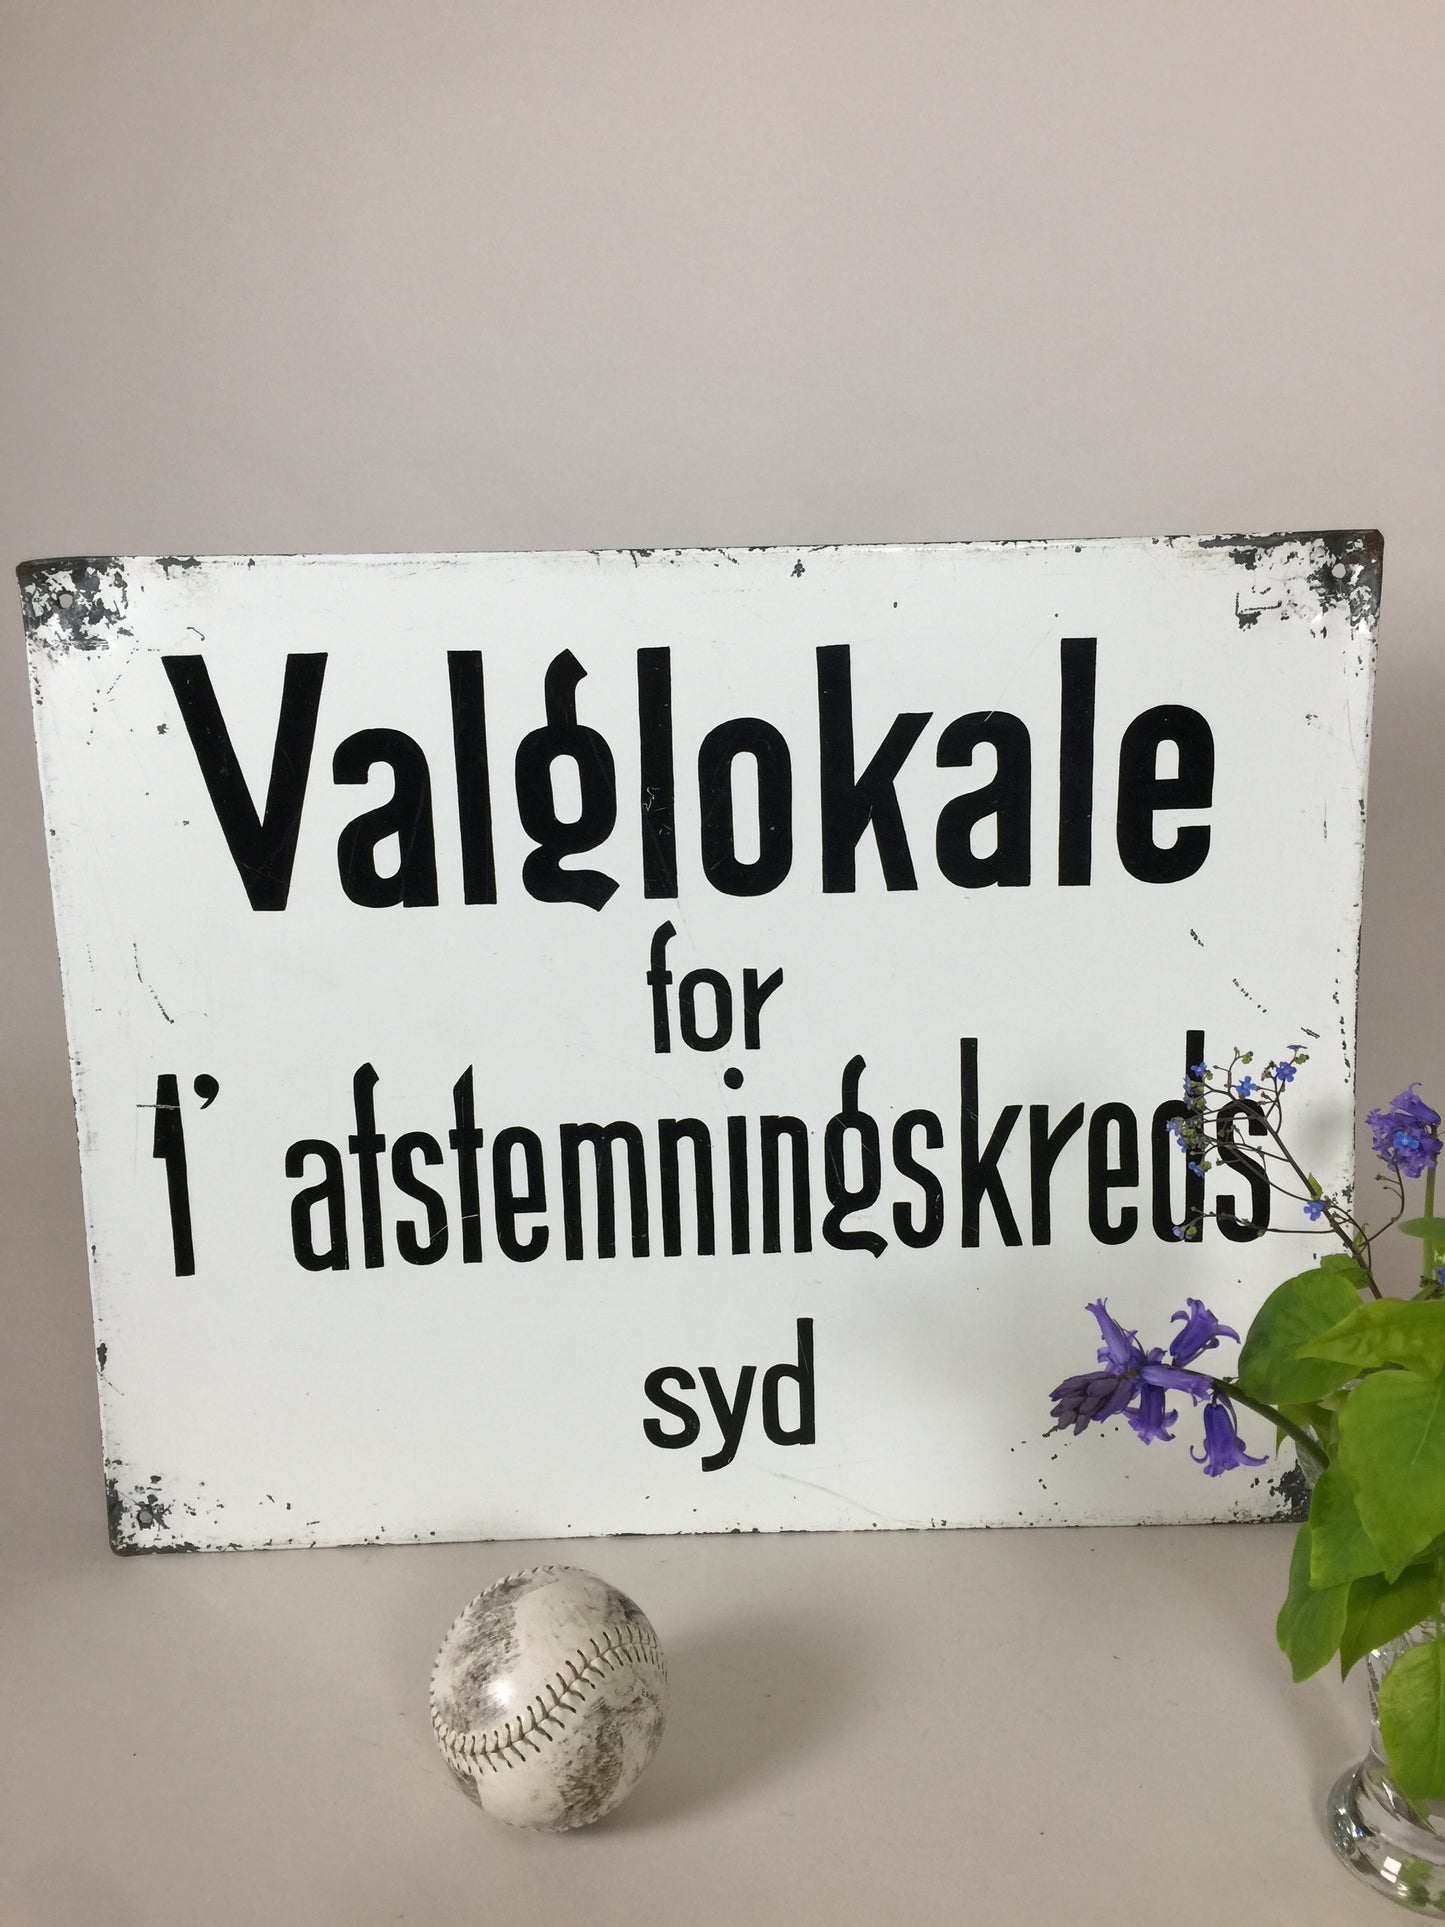 Valglokale
for
1' afstemningskreds
syd